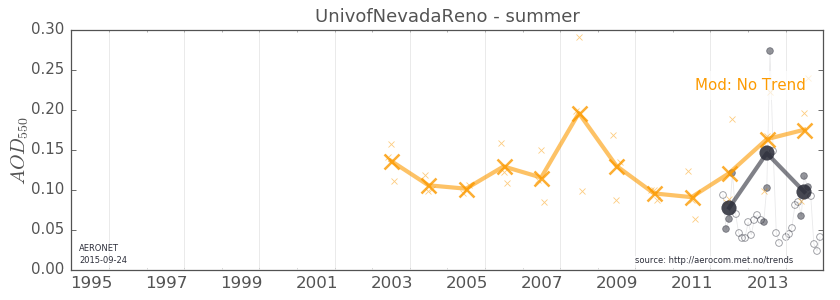 UnivofNevadaReno - summer
0.30
0.25
0.20
0.15
0.10
0.05
0.00
AOD550
Mod: No Trend
AERONET
2015-09-24
source: http://aerocom.met.no/trends
1995 1997 1999 2001 2003 2005 2007 2009 2011 2013